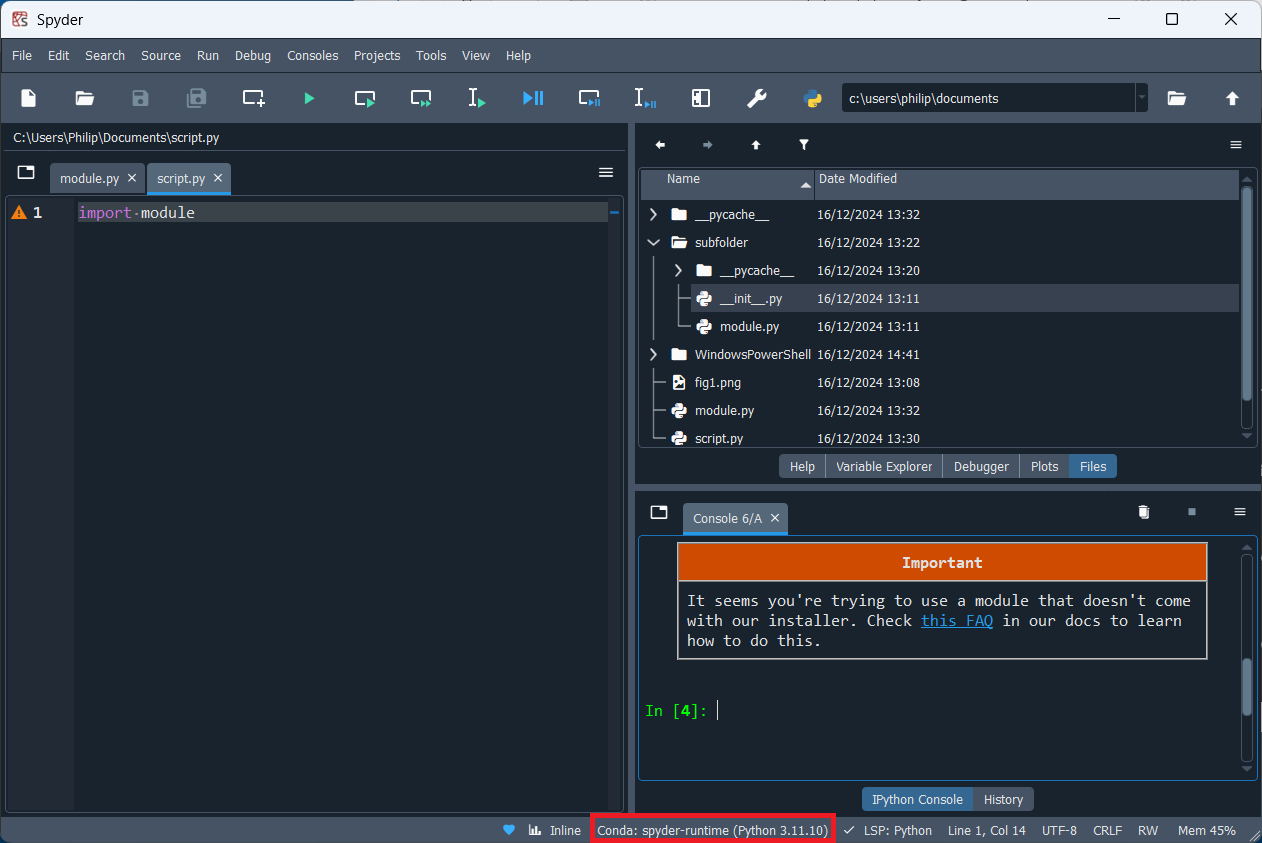 Spyder
File Edit Search Source Run Debug Consoles Projects Tools View Help
c:\users\philip\documents
C:\Users\Philip\Documents\script.py
module.py
script.py
1 import module
Name Date Modified
__pycache__ 16/12/2024 13:32
subfolder 16/12/2024 13:22
__pycache__ 16/12/2024 13:20
__init__.py 16/12/2024 13:11
module.py 16/12/2024 13:11
WindowsPowerShell 16/12/2024 14:41
fig1.png 16/12/2024 13:08
module.py 16/12/2024 13:32
script.py 16/12/2024 13:30
Help Variable Explorer Debugger Plots Files
Console 6/A
Important
It seems you're trying to use a module that doesn't come
with our installer. Check this FAQ in our docs to learn
how to do this.
In [4]:
IPython Console History
Inline Conda: spyder-runtime (Python 3.11.10) LSP: Python Line 1, Col 14 UTF-8 CRLF RW Mem 45%